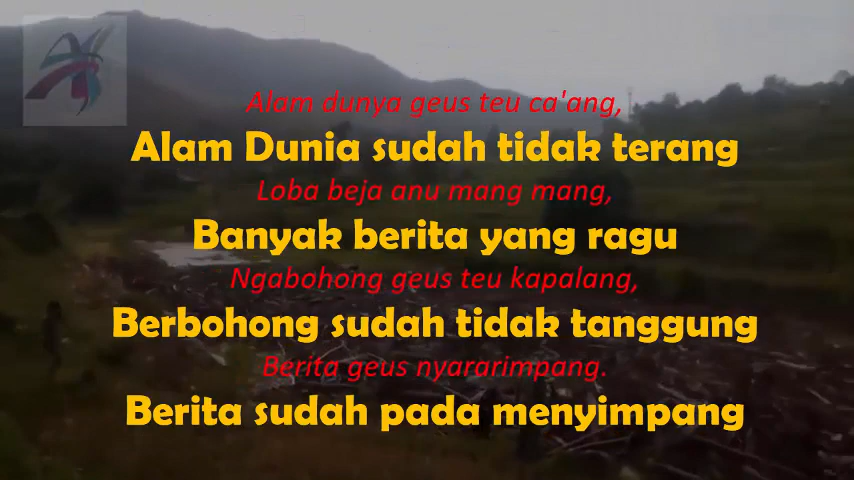 Alam dunya geus teu ca'ang,
Alam Dunia sudah tidak terang
Loba beja anu mang mang,
Banyak berita yang ragu
Ngabohong geus teu kapalang,
Berbohong sudah tidak tanggung
Berita geus nyararimpang.
Berita sudah pada menyimpang